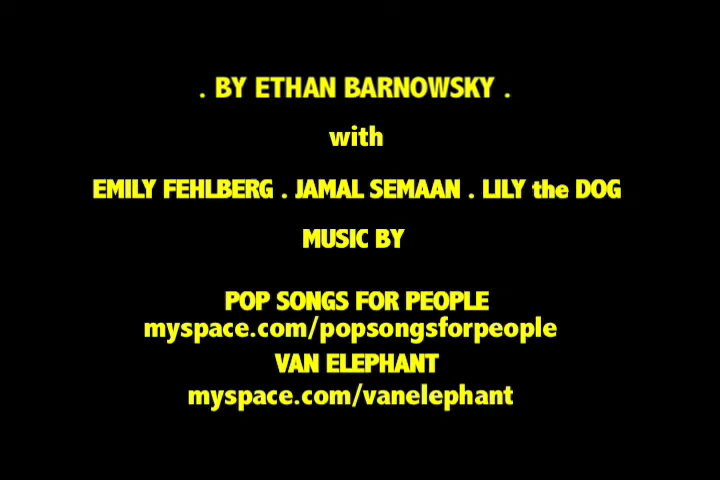 . BY ETHAN BARNOWSKY .
with
EMILY FEHLBERG . JAMAL SEMAAN . LILY the DOG
MUSIC BY
POP SONGS FOR PEOPLE
myspace.com/popsongsforpeople
VAN ELEPHANT
myspace.com/vanelephant